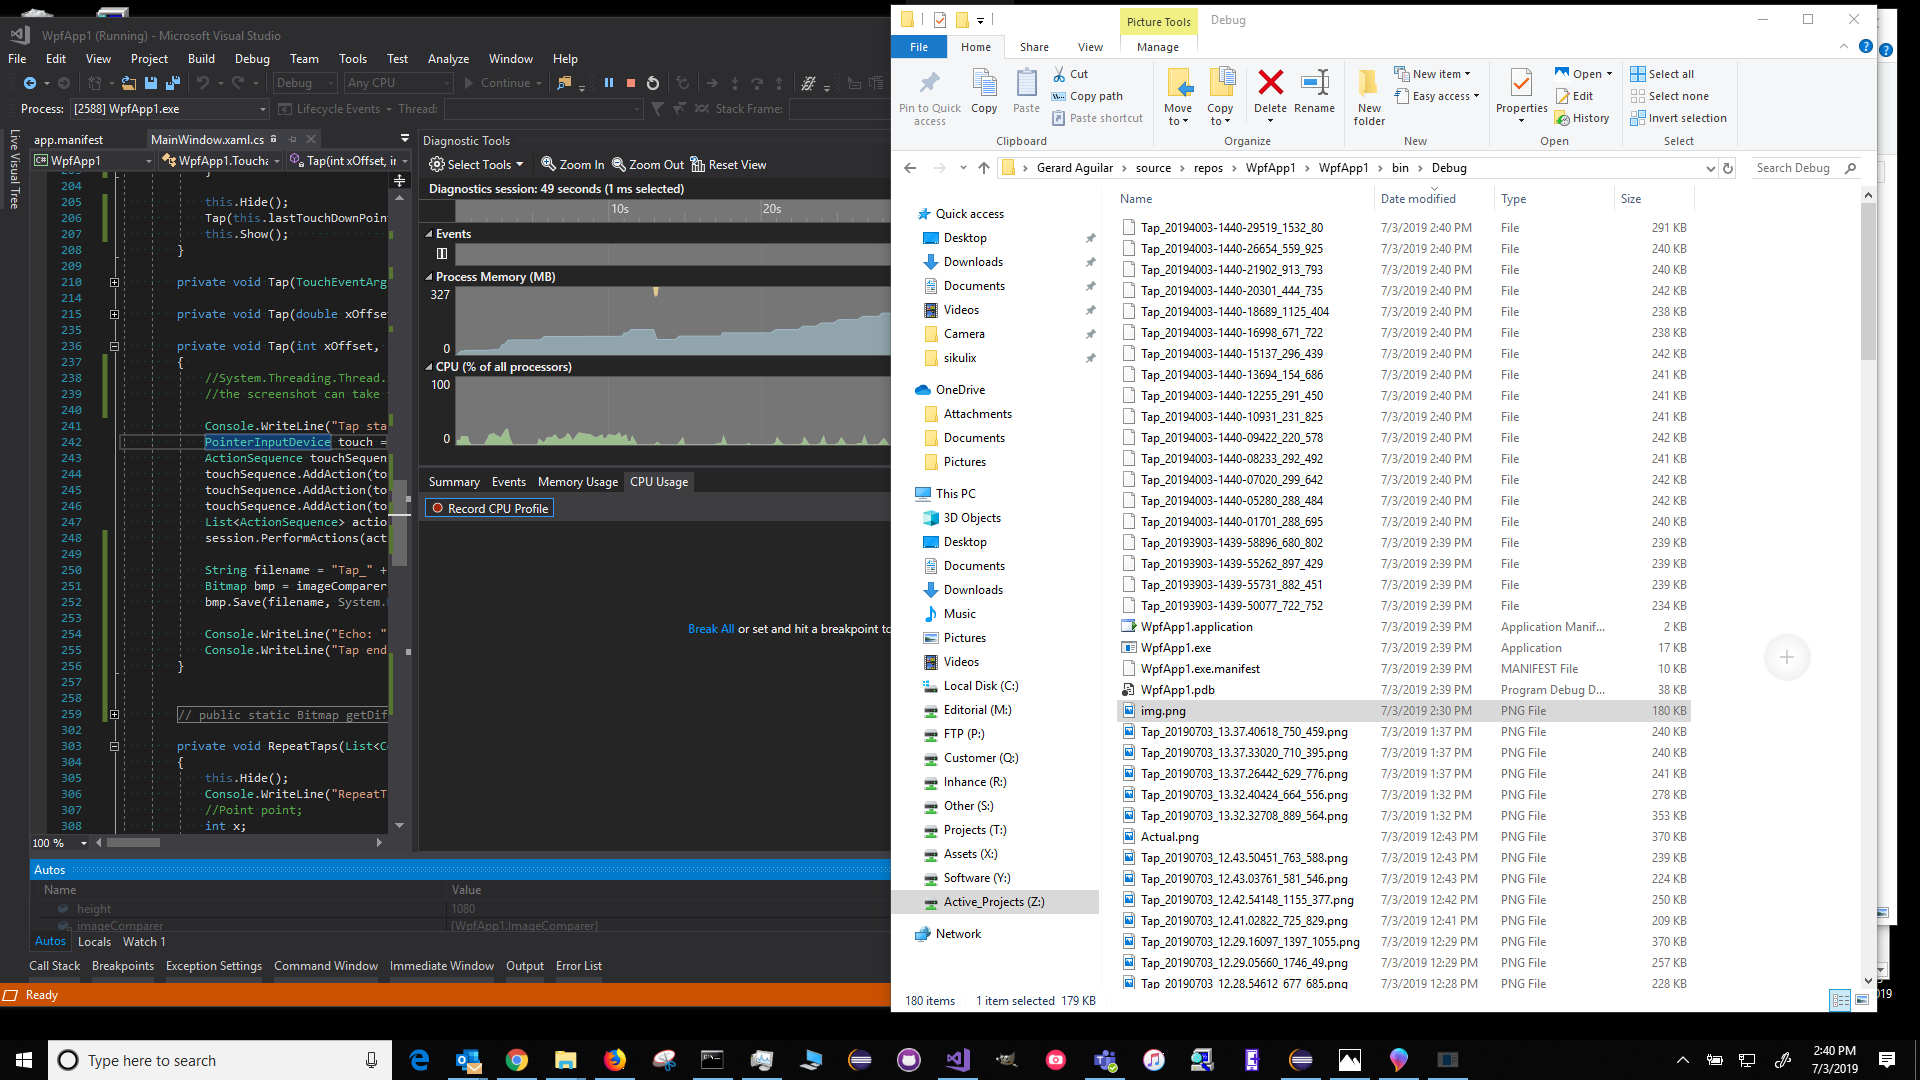 WpfApp1 (Running) - Microsoft Visual Studio
File Edit View Project Build Debug Team Tools Test Analyze Window Help
Debug Any CPU Continue
Process: [2588] WpfApp1.exe Lifecycle Events Thread: Stack Frame:
Live Visual Tree
app.manifest MainWindow.xaml.cs
WpfApp1 WpfApp1.Toucha Tap(int xOffset, in
204
205 this.Hide();
206 Tap(this.lastTouchDownPoin
207 this.Show();
208 }
209
210 private void Tap(TouchEventArg
214
215 private void Tap(double xOffse
235
236 private void Tap(int xOffset,
237 {
238 //System.Threading.Thread.
239 //the screenshot can take
240
241 Console.WriteLine("Tap sta
242 PointerInputDevice touch =
243 ActionSequence touchSequen
244 touchSequence.AddAction(to
245 touchSequence.AddAction(to
246 touchSequence.AddAction(to
247 List<ActionSequence> actio
248 session.PerformActions(act
249
250 String filename = "Tap_" +
251 Bitmap bmp = imageComparer
252 bmp.Save(filename, System.
253
254 Console.WriteLine("Echo: "
255 Console.WriteLine("Tap end
256 }
257
258
259 // public static Bitmap getDif
302
303 private void RepeatTaps(List<Co
304 {
305 this.Hide();
306 Console.WriteLine("RepeatT
307 //Point point;
308 int x;
100 %
Diagnostic Tools
Select Tools Zoom In Zoom Out Reset View
Diagnostics session: 49 seconds (1 ms selected)
10s 20s
Events
Process Memory (MB)
327
0
CPU (% of all processors)
100
0
Summary Events Memory Usage CPU Usage
Record CPU Profile
Break All or set and hit a breakpoint to
Autos
Name Value
height 1080
imageComparer {WpfApp1.ImageComparer}
Autos Locals Watch 1
Call Stack Breakpoints Exception Settings Command Window Immediate Window Output Error List
Ready
Picture Tools Debug
File Home Share View Manage
Pin to Quick access
Copy
Paste
Cut
Copy path
Paste shortcut
Clipboard
Move to
Copy to
Delete
Rename
Organize
New folder
New item
Easy access
New
Properties
Open
Edit
History
Open
Select all
Select none
Invert selection
Select
Gerard Aguilar > source > repos > WpfApp1 > WpfApp1 > bin > Debug
Search Debug
Quick access
Desktop
Downloads
Documents
Videos
Camera
sikulix
OneDrive
Attachments
Documents
Pictures
This PC
3D Objects
Desktop
Documents
Downloads
Music
Pictures
Videos
Local Disk (C:)
Editorial (M:)
FTP (P:)
Customer (Q:)
Inhance (R:)
Other (S:)
Projects (T:)
Assets (X:)
Software (Y:)
Active_Projects (Z:)
Network
Name Date modified Type Size
Tap_20194003-1440-29519_1532_80 7/3/2019 2:40 PM File 291 KB
Tap_20194003-1440-26654_559_925 7/3/2019 2:40 PM File 240 KB
Tap_20194003-1440-21902_913_793 7/3/2019 2:40 PM File 240 KB
Tap_20194003-1440-20301_444_735 7/3/2019 2:40 PM File 242 KB
Tap_20194003-1440-18689_1125_404 7/3/2019 2:40 PM File 238 KB
Tap_20194003-1440-16998_671_722 7/3/2019 2:40 PM File 238 KB
Tap_20194003-1440-15137_296_439 7/3/2019 2:40 PM File 242 KB
Tap_20194003-1440-13694_154_686 7/3/2019 2:40 PM File 241 KB
Tap_20194003-1440-12255_291_450 7/3/2019 2:40 PM File 241 KB
Tap_20194003-1440-10931_231_825 7/3/2019 2:40 PM File 241 KB
Tap_20194003-1440-09422_220_578 7/3/2019 2:40 PM File 242 KB
Tap_20194003-1440-08233_292_492 7/3/2019 2:40 PM File 241 KB
Tap_20194003-1440-07020_299_642 7/3/2019 2:40 PM File 242 KB
Tap_20194003-1440-05280_288_484 7/3/2019 2:40 PM File 241 KB
Tap_20194003-1440-01701_288_695 7/3/2019 2:40 PM File 240 KB
Tap_20193903-1439-58896_680_802 7/3/2019 2:39 PM File 239 KB
Tap_20193903-1439-55262_897_429 7/3/2019 2:39 PM File 239 KB
Tap_20193903-1439-55731_882_451 7/3/2019 2:39 PM File 239 KB
Tap_20193903-1439-50077_722_752 7/3/2019 2:39 PM File 234 KB
WpfApp1.application 7/3/2019 2:39 PM Application Manif... 2 KB
WpfApp1.exe 7/3/2019 2:39 PM Application 17 KB
WpfApp1.exe.manifest 7/3/2019 2:39 PM MANIFEST File 10 KB
WpfApp1.pdb 7/3/2019 2:39 PM Program Debug D... 38 KB
img.png 7/3/2019 2:30 PM PNG File 180 KB
Tap_20190703_13.37.40618_750_459.png 7/3/2019 1:37 PM PNG File 240 KB
Tap_20190703_13.37.33020_710_395.png 7/3/2019 1:37 PM PNG File 240 KB
Tap_20190703_13.37.26442_629_776.png 7/3/2019 1:37 PM PNG File 241 KB
Tap_20190703_13.32.40424_664_556.png 7/3/2019 1:32 PM PNG File 278 KB
Tap_20190703_13.32.32708_889_564.png 7/3/2019 1:32 PM PNG File 353 KB
Actual.png 7/3/2019 12:43 PM PNG File 370 KB
Tap_20190703_12.43.50451_763_588.png 7/3/2019 12:43 PM PNG File 239 KB
Tap_20190703_12.43.03761_581_546.png 7/3/2019 12:43 PM PNG File 224 KB
Tap_20190703_12.42.54148_1155_377.png 7/3/2019 12:42 PM PNG File 250 KB
Tap_20190703_12.41.02822_725_829.png 7/3/2019 12:41 PM PNG File 209 KB
Tap_20190703_12.29.16097_1397_1055.png 7/3/2019 12:29 PM PNG File 370 KB
Tap_20190703_12.29.05660_1746_49.png 7/3/2019 12:29 PM PNG File 257 KB
Tap_20190703_12.28.54612_677_685.png 7/3/2019 12:28 PM PNG File 228 KB
180 items 1 item selected 179 KB
019
Type here to search
2:40 PM
7/3/2019